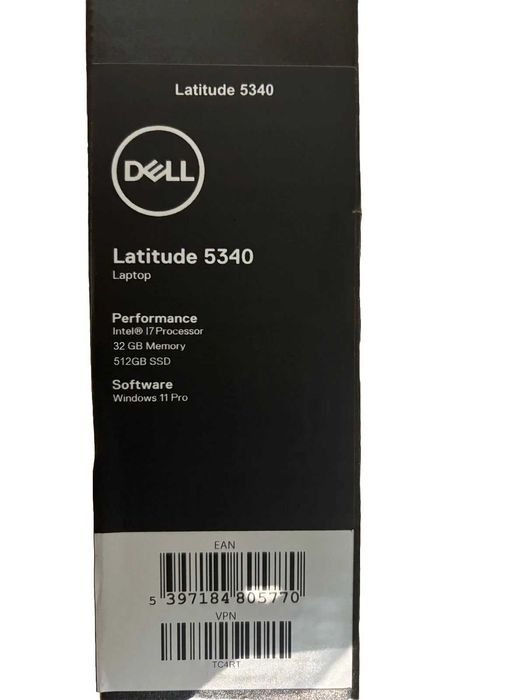 Latitude 5340
DELL
Latitude 5340
Laptop
Performance
Intel® I7 Processor
32 GB Memory
512GB SSD
Software
Windows 11 Pro
EAN
5 397184 805770
VPN
TC4RT